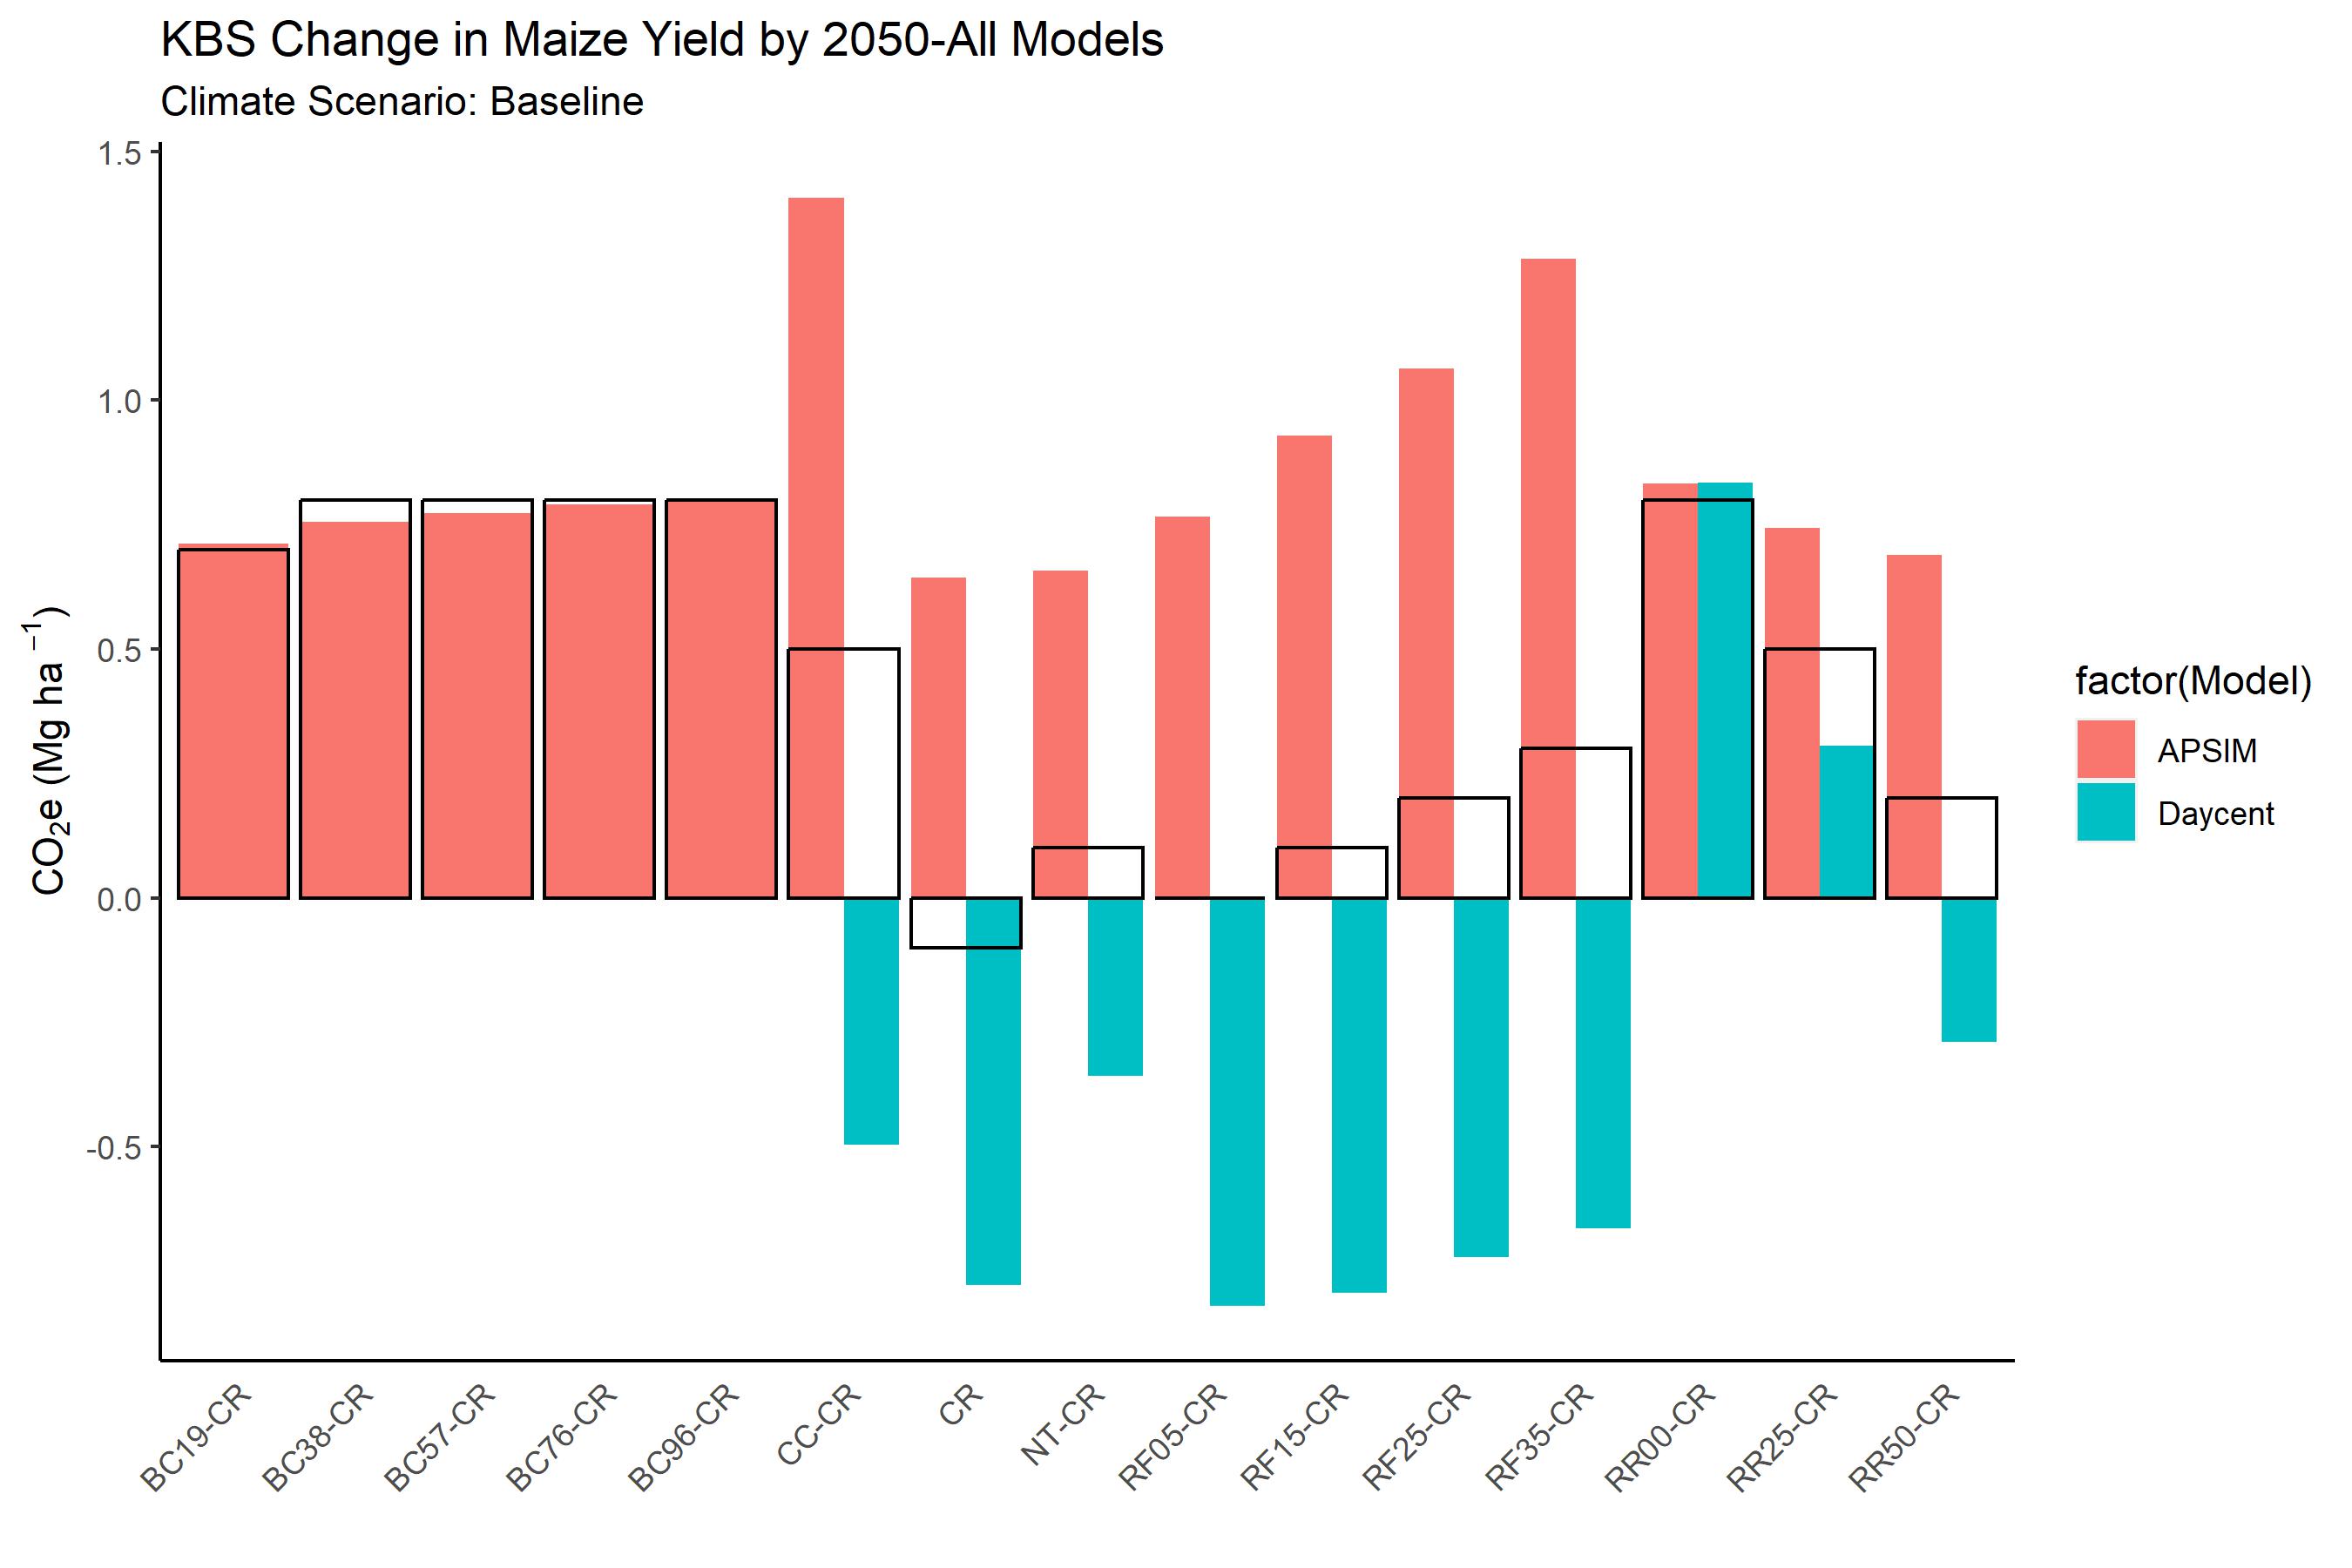 KBS Change in Maize Yield by 2050-All Models
Climate Scenario: Baseline
1.5
1.0
0.5
0.0
-0.5
CO₂e (Mg ha ⁻¹)
BC19-CR
BC38-CR
BC57-CR
BC76-CR
BC96-CR
CC-CR
CR
NT-CR
RF05-CR
RF15-CR
RF25-CR
RF35-CR
RR00-CR
RR25-CR
RR50-CR
factor(Model)
APSIM
Daycent